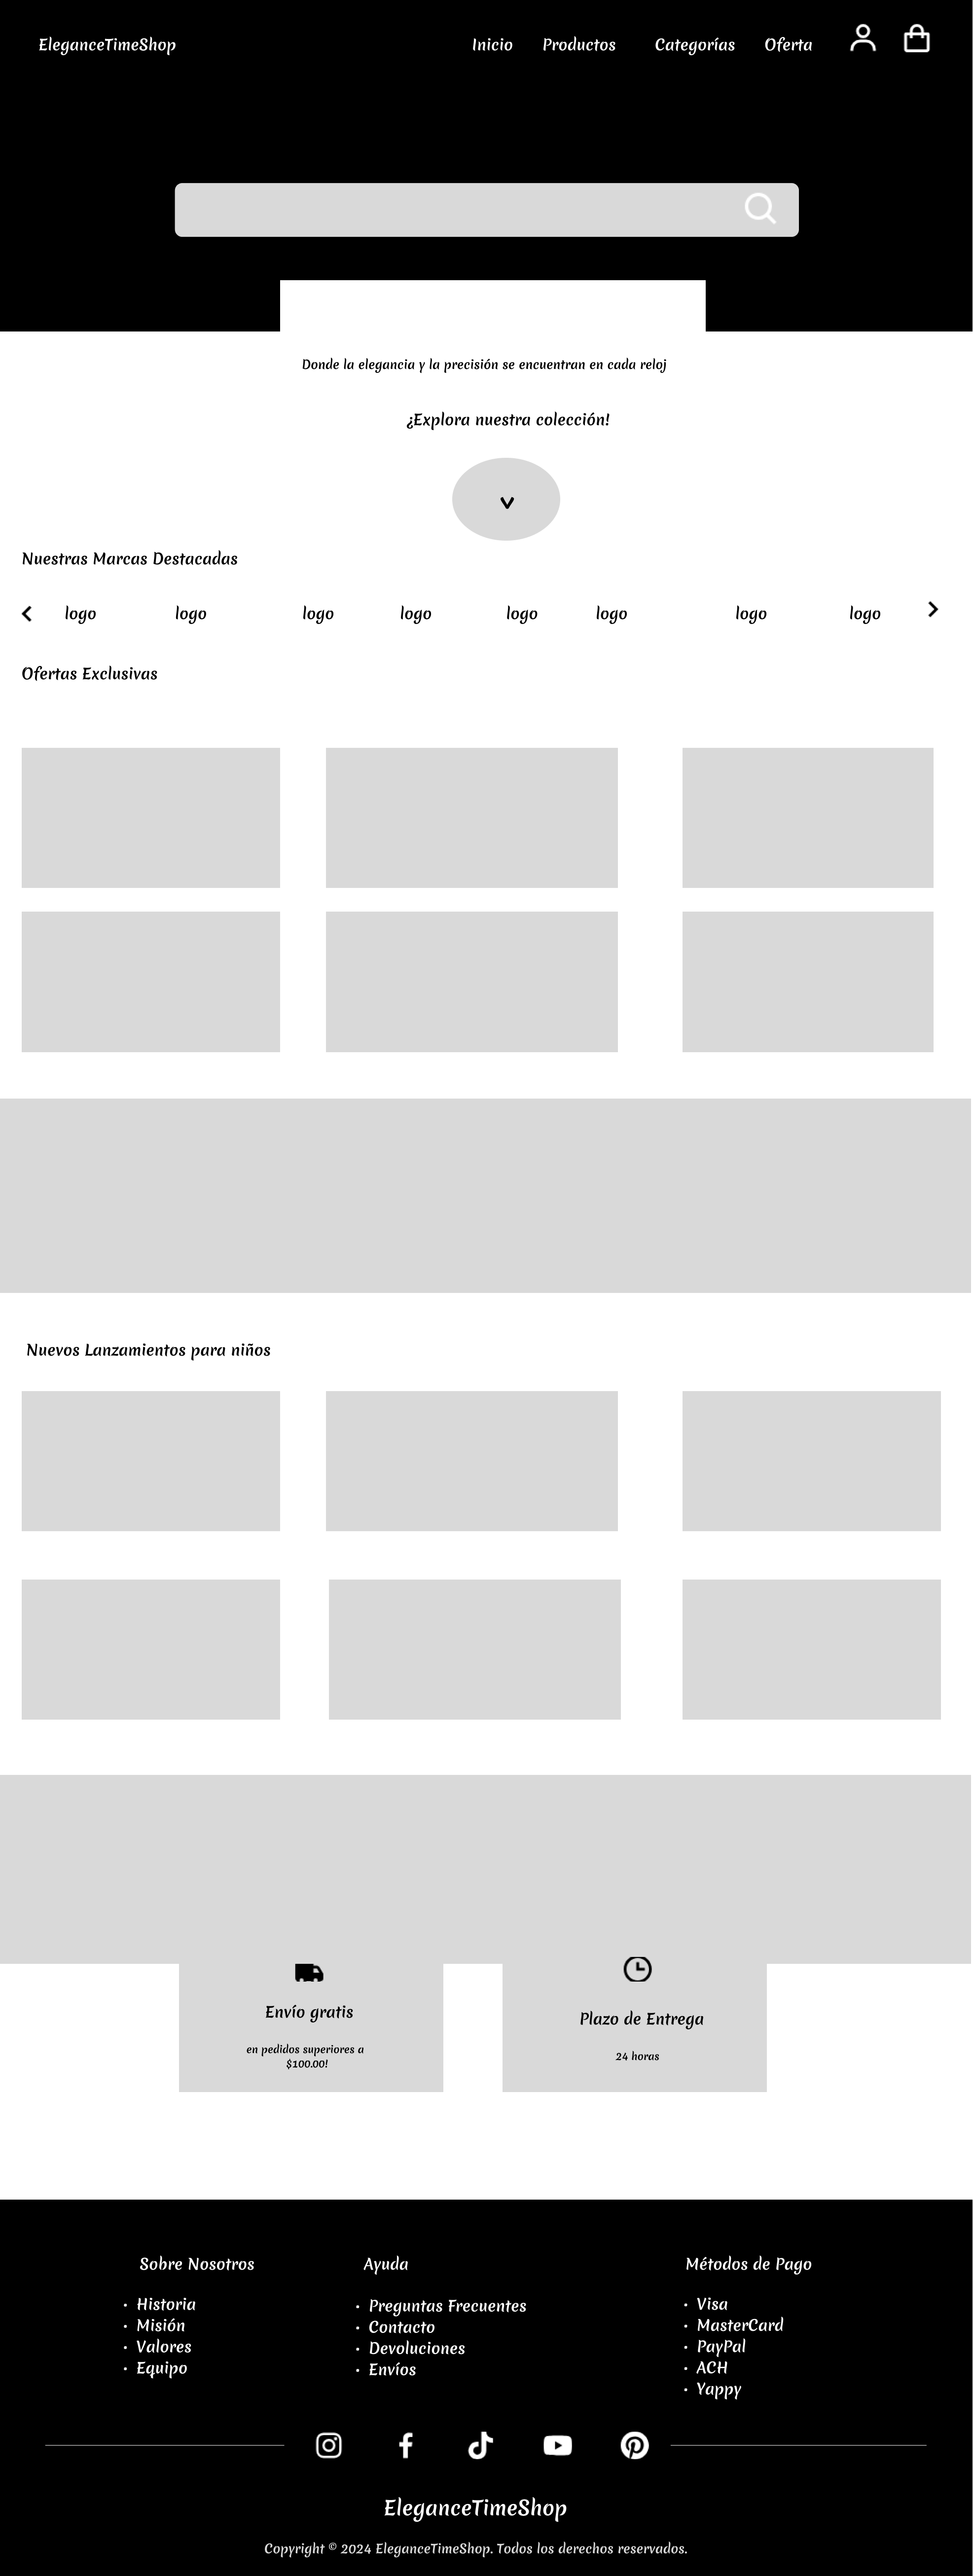 EleganceTimeShop
Inicio
Productos
Categorías
Oferta
Donde la elegancia y la precisión se encuentran en cada reloj
¿Explora nuestra colección!
Nuestras Marcas Destacadas
logo
logo
logo
logo
logo
logo
logo
logo
Ofertas Exclusivas
Nuevos Lanzamientos para niños
Envío gratis
en pedidos superiores a
$100.00!
Plazo de Entrega
24 horas
Sobre Nosotros
• Historia
• Misión
• Valores
• Equipo
Ayuda
• Preguntas Frecuentes
• Contacto
• Devoluciones
• Envíos
Métodos de Pago
• Visa
• MasterCard
• PayPal
• ACH
• Yappy
EleganceTimeShop
Copyright © 2024 EleganceTimeShop. Todos los derechos reservados.